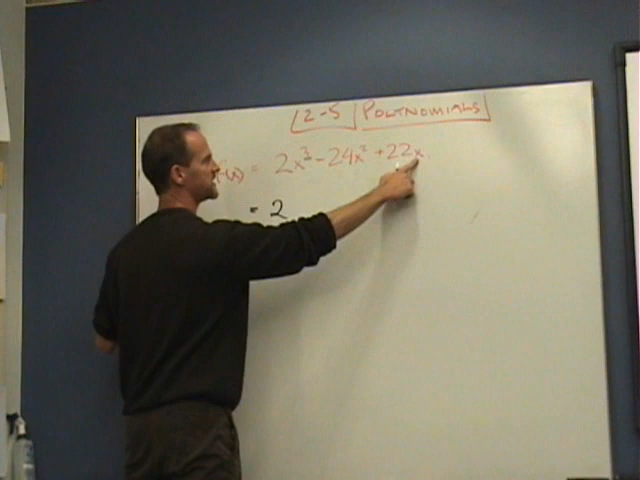 2-5 POLYNOMIALS
f(x) = 2x³ - 24x² + 22x
= 2